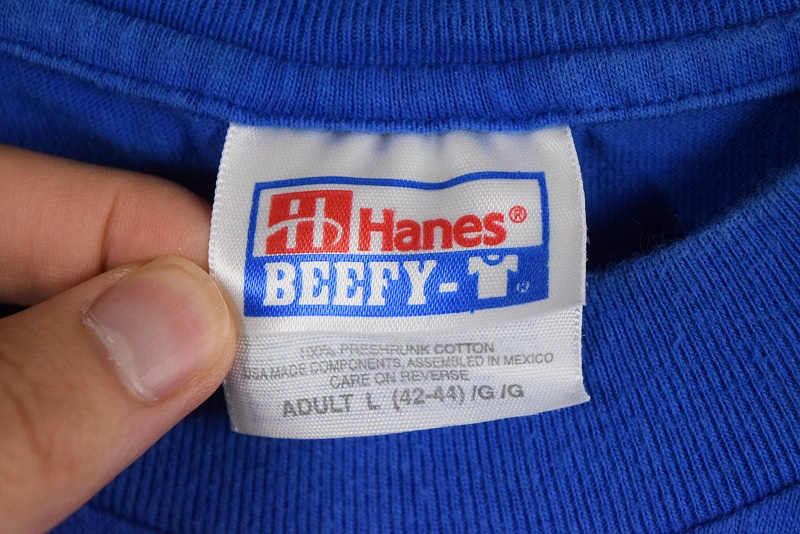 Hanes®
BEEFY-®
100% PRESHRUNK COTTON
USA MADE COMPONENTS, ASSEMBLED IN MEXICO
CARE ON REVERSE
ADULT L (42-44) /G /G